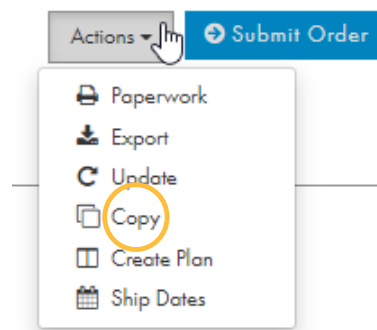 Actions Submit Order
Paperwork
Export
Update
Copy
Create Plan
Ship Dates